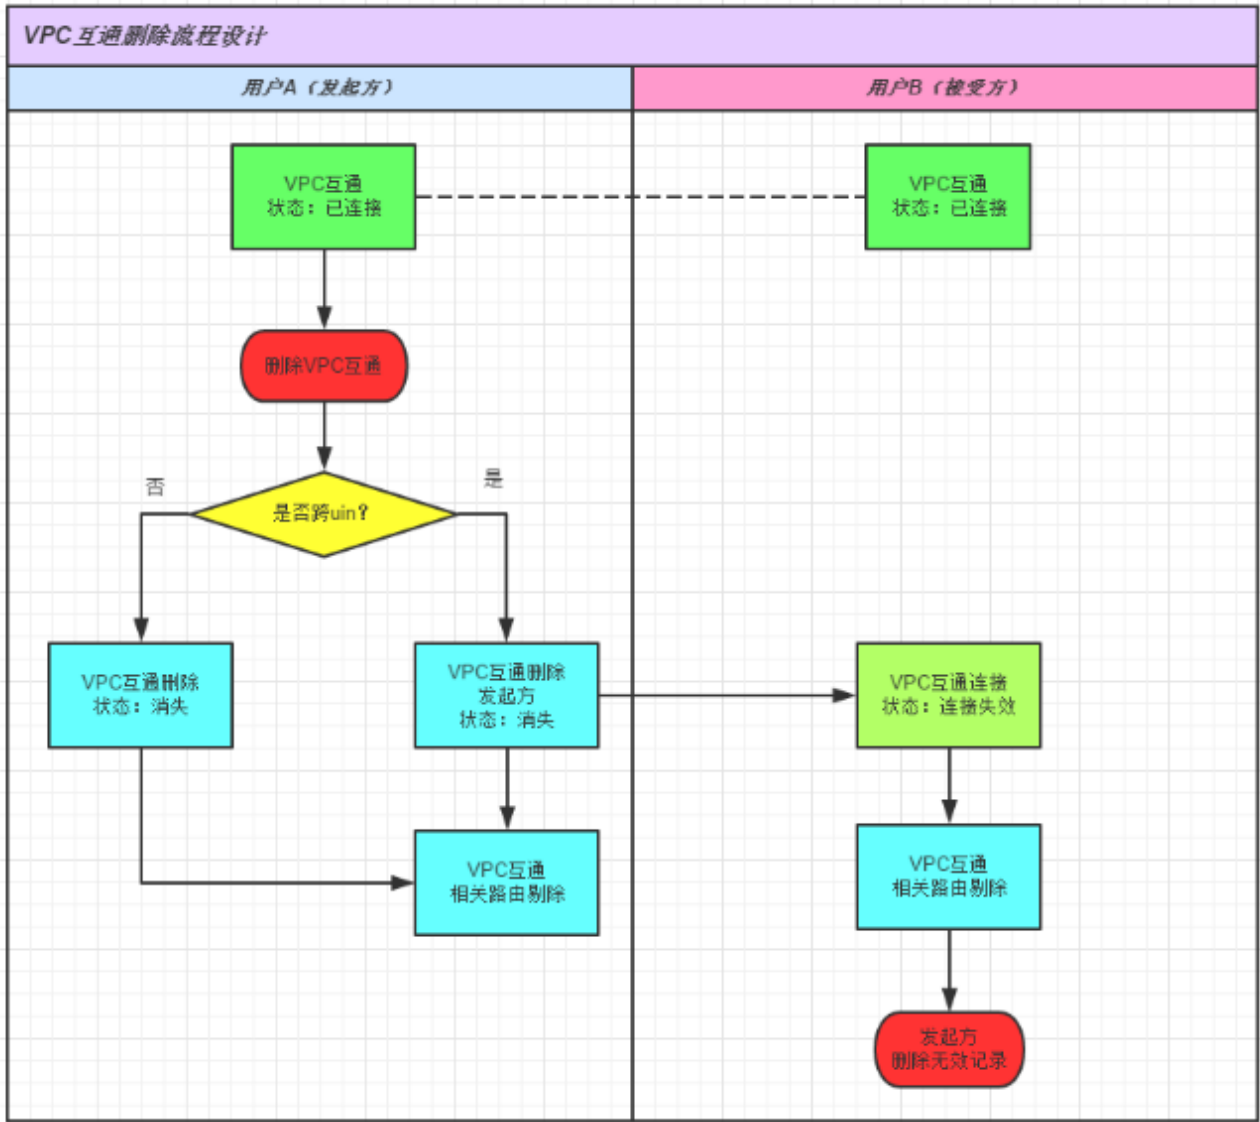 VPC互通删除流程设计
用户A（发起方）
用户B（接受方）
VPC互通
状态：已连接
VPC互通
状态：已连接
删除VPC互通
否
是
是否跨uin？
VPC互通删除
状态：消失
VPC互通删除
发起方
状态：消失
VPC互通连接
状态：连接失效
VPC互通
相关路由剔除
VPC互通
相关路由剔除
发起方
删除无效记录